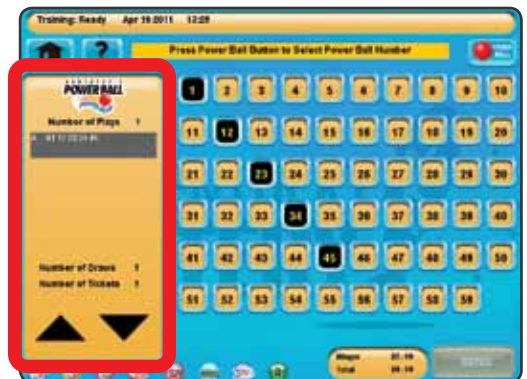 Training: Ready Apr 19 2011 12:28
?
Press Power Ball Button to Select Power Ball Number
POWERBALL
Number of Plays 1
1 2 3 4 5 6 7 8 9 10
11 12 13 14 15 16 17 18 19 20
21 22 23 24 25 26 27 28 29 30
31 32 33 34 35 36 37 38 39 40
41 42 43 44 45 46 47 48 49 50
51 52 53 54 55 56 57 58 59
Number of Draws 1
Number of Tickets 1
Total